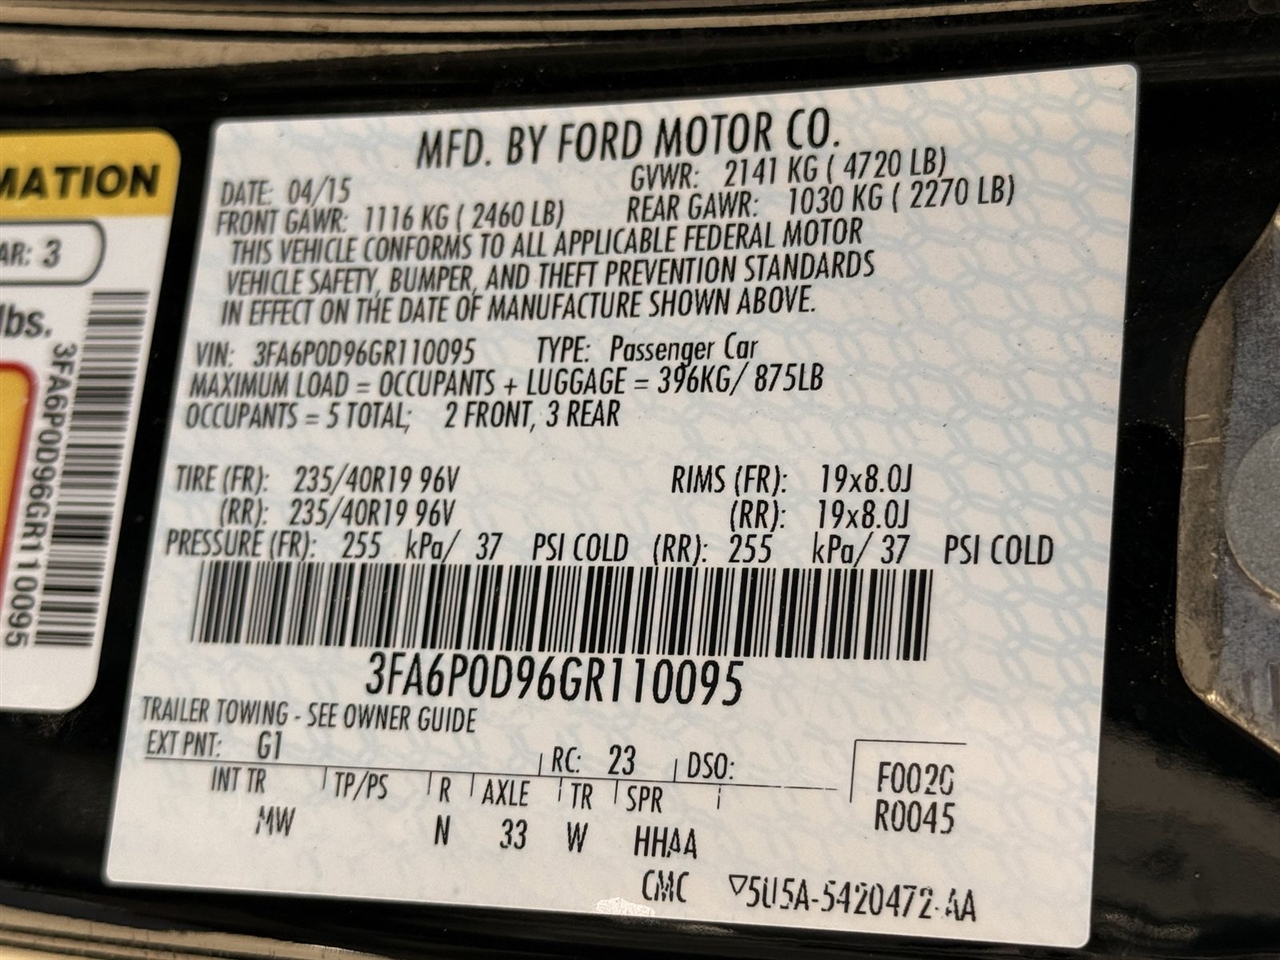 MATION
AR: 3
lbs.
3FA6P0D96GR110095
MFD. BY FORD MOTOR CO.
DATE: 04/15 GVWR: 2141 KG ( 4720 LB)
FRONT GAWR: 1116 KG ( 2460 LB) REAR GAWR: 1030 KG ( 2270 LB)
THIS VEHICLE CONFORMS TO ALL APPLICABLE FEDERAL MOTOR
VEHICLE SAFETY, BUMPER, AND THEFT PREVENTION STANDARDS
IN EFFECT ON THE DATE OF MANUFACTURE SHOWN ABOVE.
VIN: 3FA6P0D96GR110095 TYPE: Passenger Car
MAXIMUM LOAD = OCCUPANTS + LUGGAGE = 396KG/ 875LB
OCCUPANTS = 5 TOTAL; 2 FRONT, 3 REAR
TIRE (FR): 235/40R19 96V RIMS (FR): 19x8.0J
(RR): 235/40R19 96V (RR): 19x8.0J
PRESSURE (FR): 255 kPa/ 37 PSI COLD (RR): 255 kPa/ 37 PSI COLD
3FA6P0D96GR110095
TRAILER TOWING - SEE OWNER GUIDE
EXT PNT: G1 RC: 23 DSO: F0020
INT TR TP/PS R AXLE TR SPR R0045
MW N 33 W HHAA
CMC ▽5U5A-5420472-AA